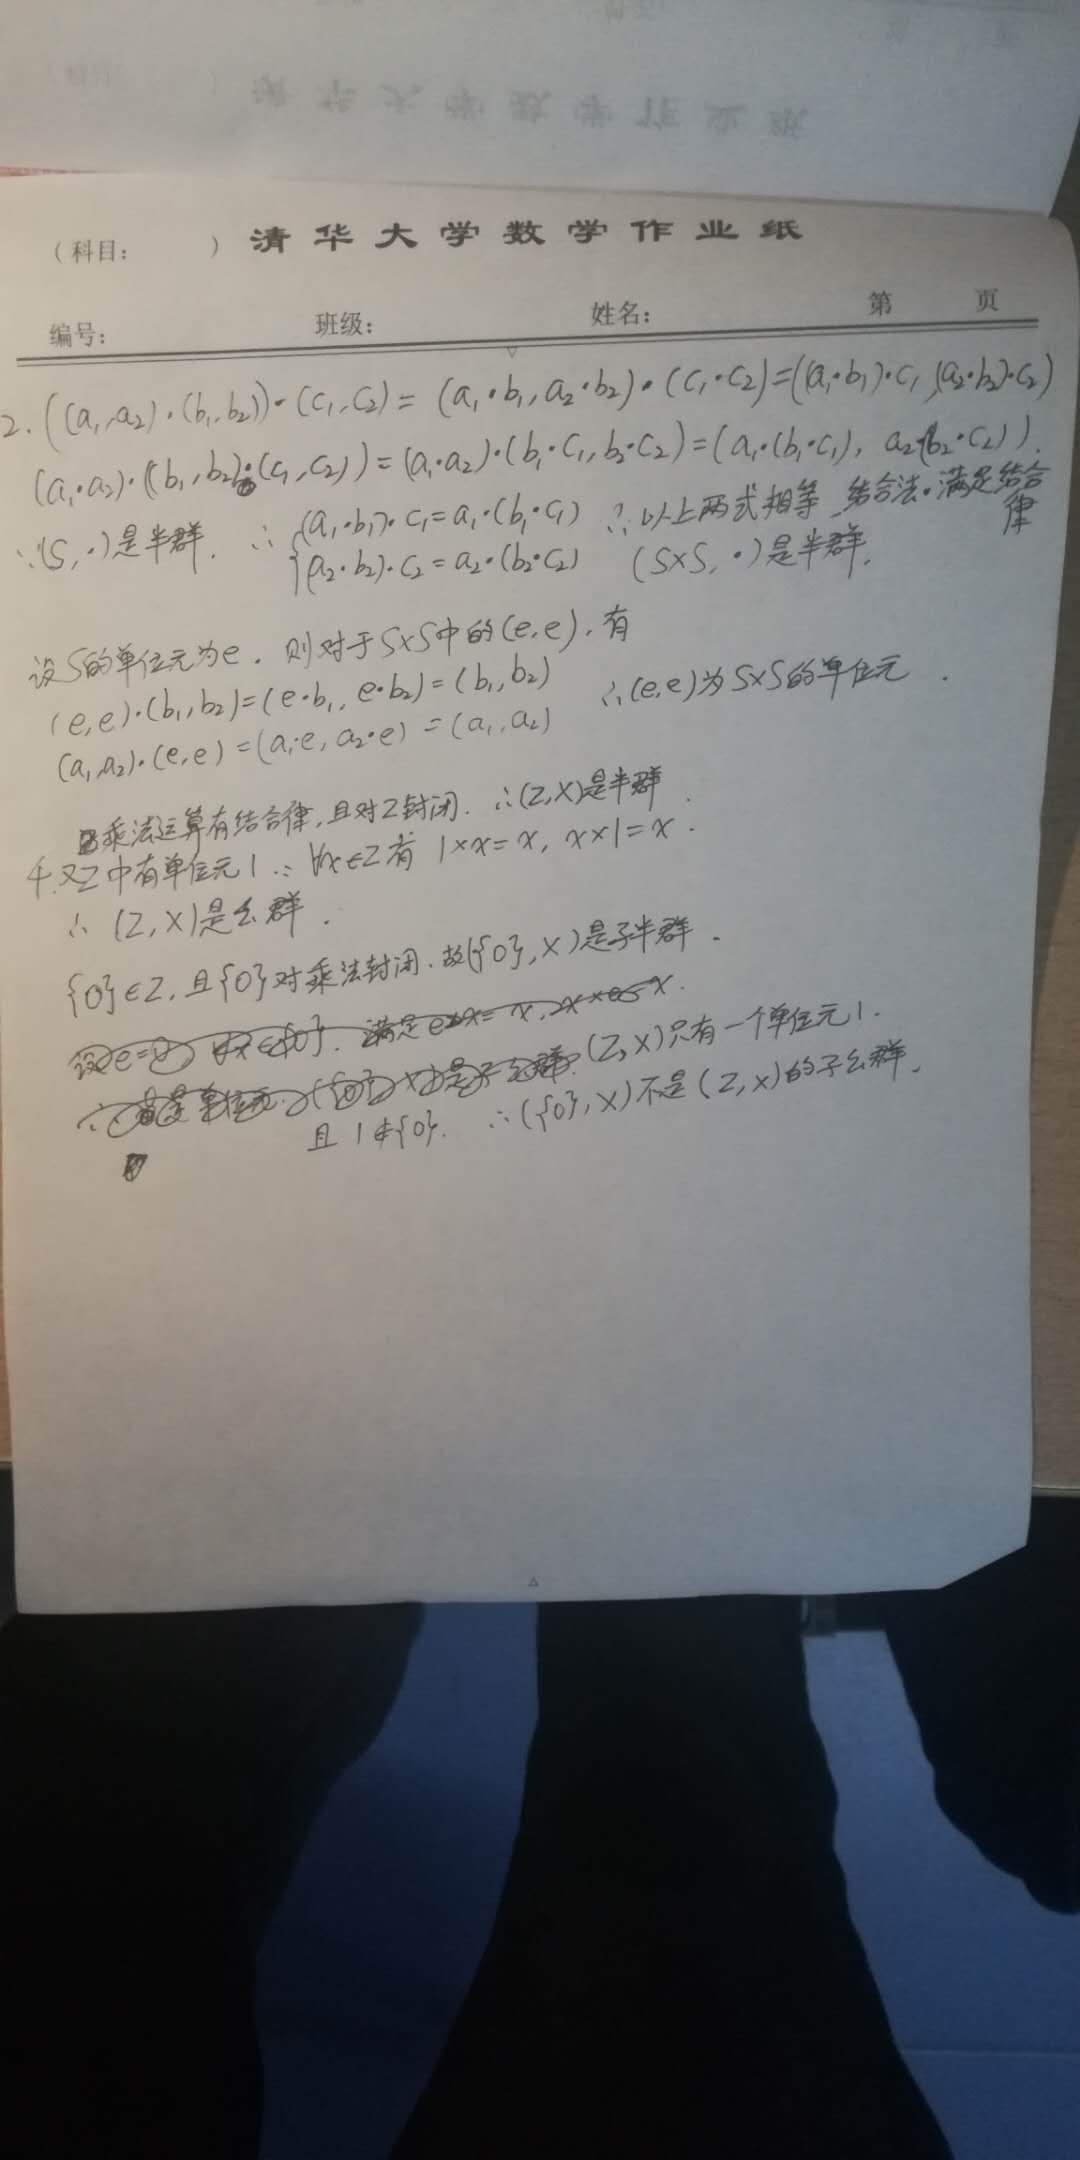 (科目: ) 清华大学数学作业纸
编号: 班级: 姓名: 第 页
2. ((a₁,a₂)·(b₁,b₂))·(c₁,c₂) = (a₁·b₁, a₂·b₂)·(c₁·c₂) = ((a₁·b₁)·c₁, (a₂·b₂)·c₂)
(a₁·a₂)·((b₁,b₂)·(c₁,c₂)) = (a₁·a₂)·(b₁·c₁, b₂·c₂) = (a₁·(b₁·c₁), a₂·(b₂·c₂)).
∵(S,·)是半群. ∴ {(a₁·b₁)·c₁=a₁·(b₁·c₁) ∴以上两式相等, 结合法·满足结合律
(a₂·b₂)·c₂=a₂·(b₂·c₂) (S×S,·)是半群.
设S的单位元为e. 则对于S×S中的(e,e), 有
(e,e)·(b₁,b₂)=(e·b₁, e·b₂)=(b₁,b₂) ∴(e,e)为S×S的单位元.
(a₁,a₂)·(e,e)=(a₁·e, a₂·e)=(a₁,a₂)
乘法运算有结合律,且对Z封闭. ∴(Z,×)是半群.
4.又Z中有单位元1 ∵ ∀x∈Z有 1×x=x, x×1=x.
∴ (Z,×)是幺群.
{0}∈Z, 且{0}对乘法封闭. 故({0},×)是子半群.
(Z,×)只有一个单位元1.
且1∉{0}. ∴({0},×)不是(Z,×)的子幺群.